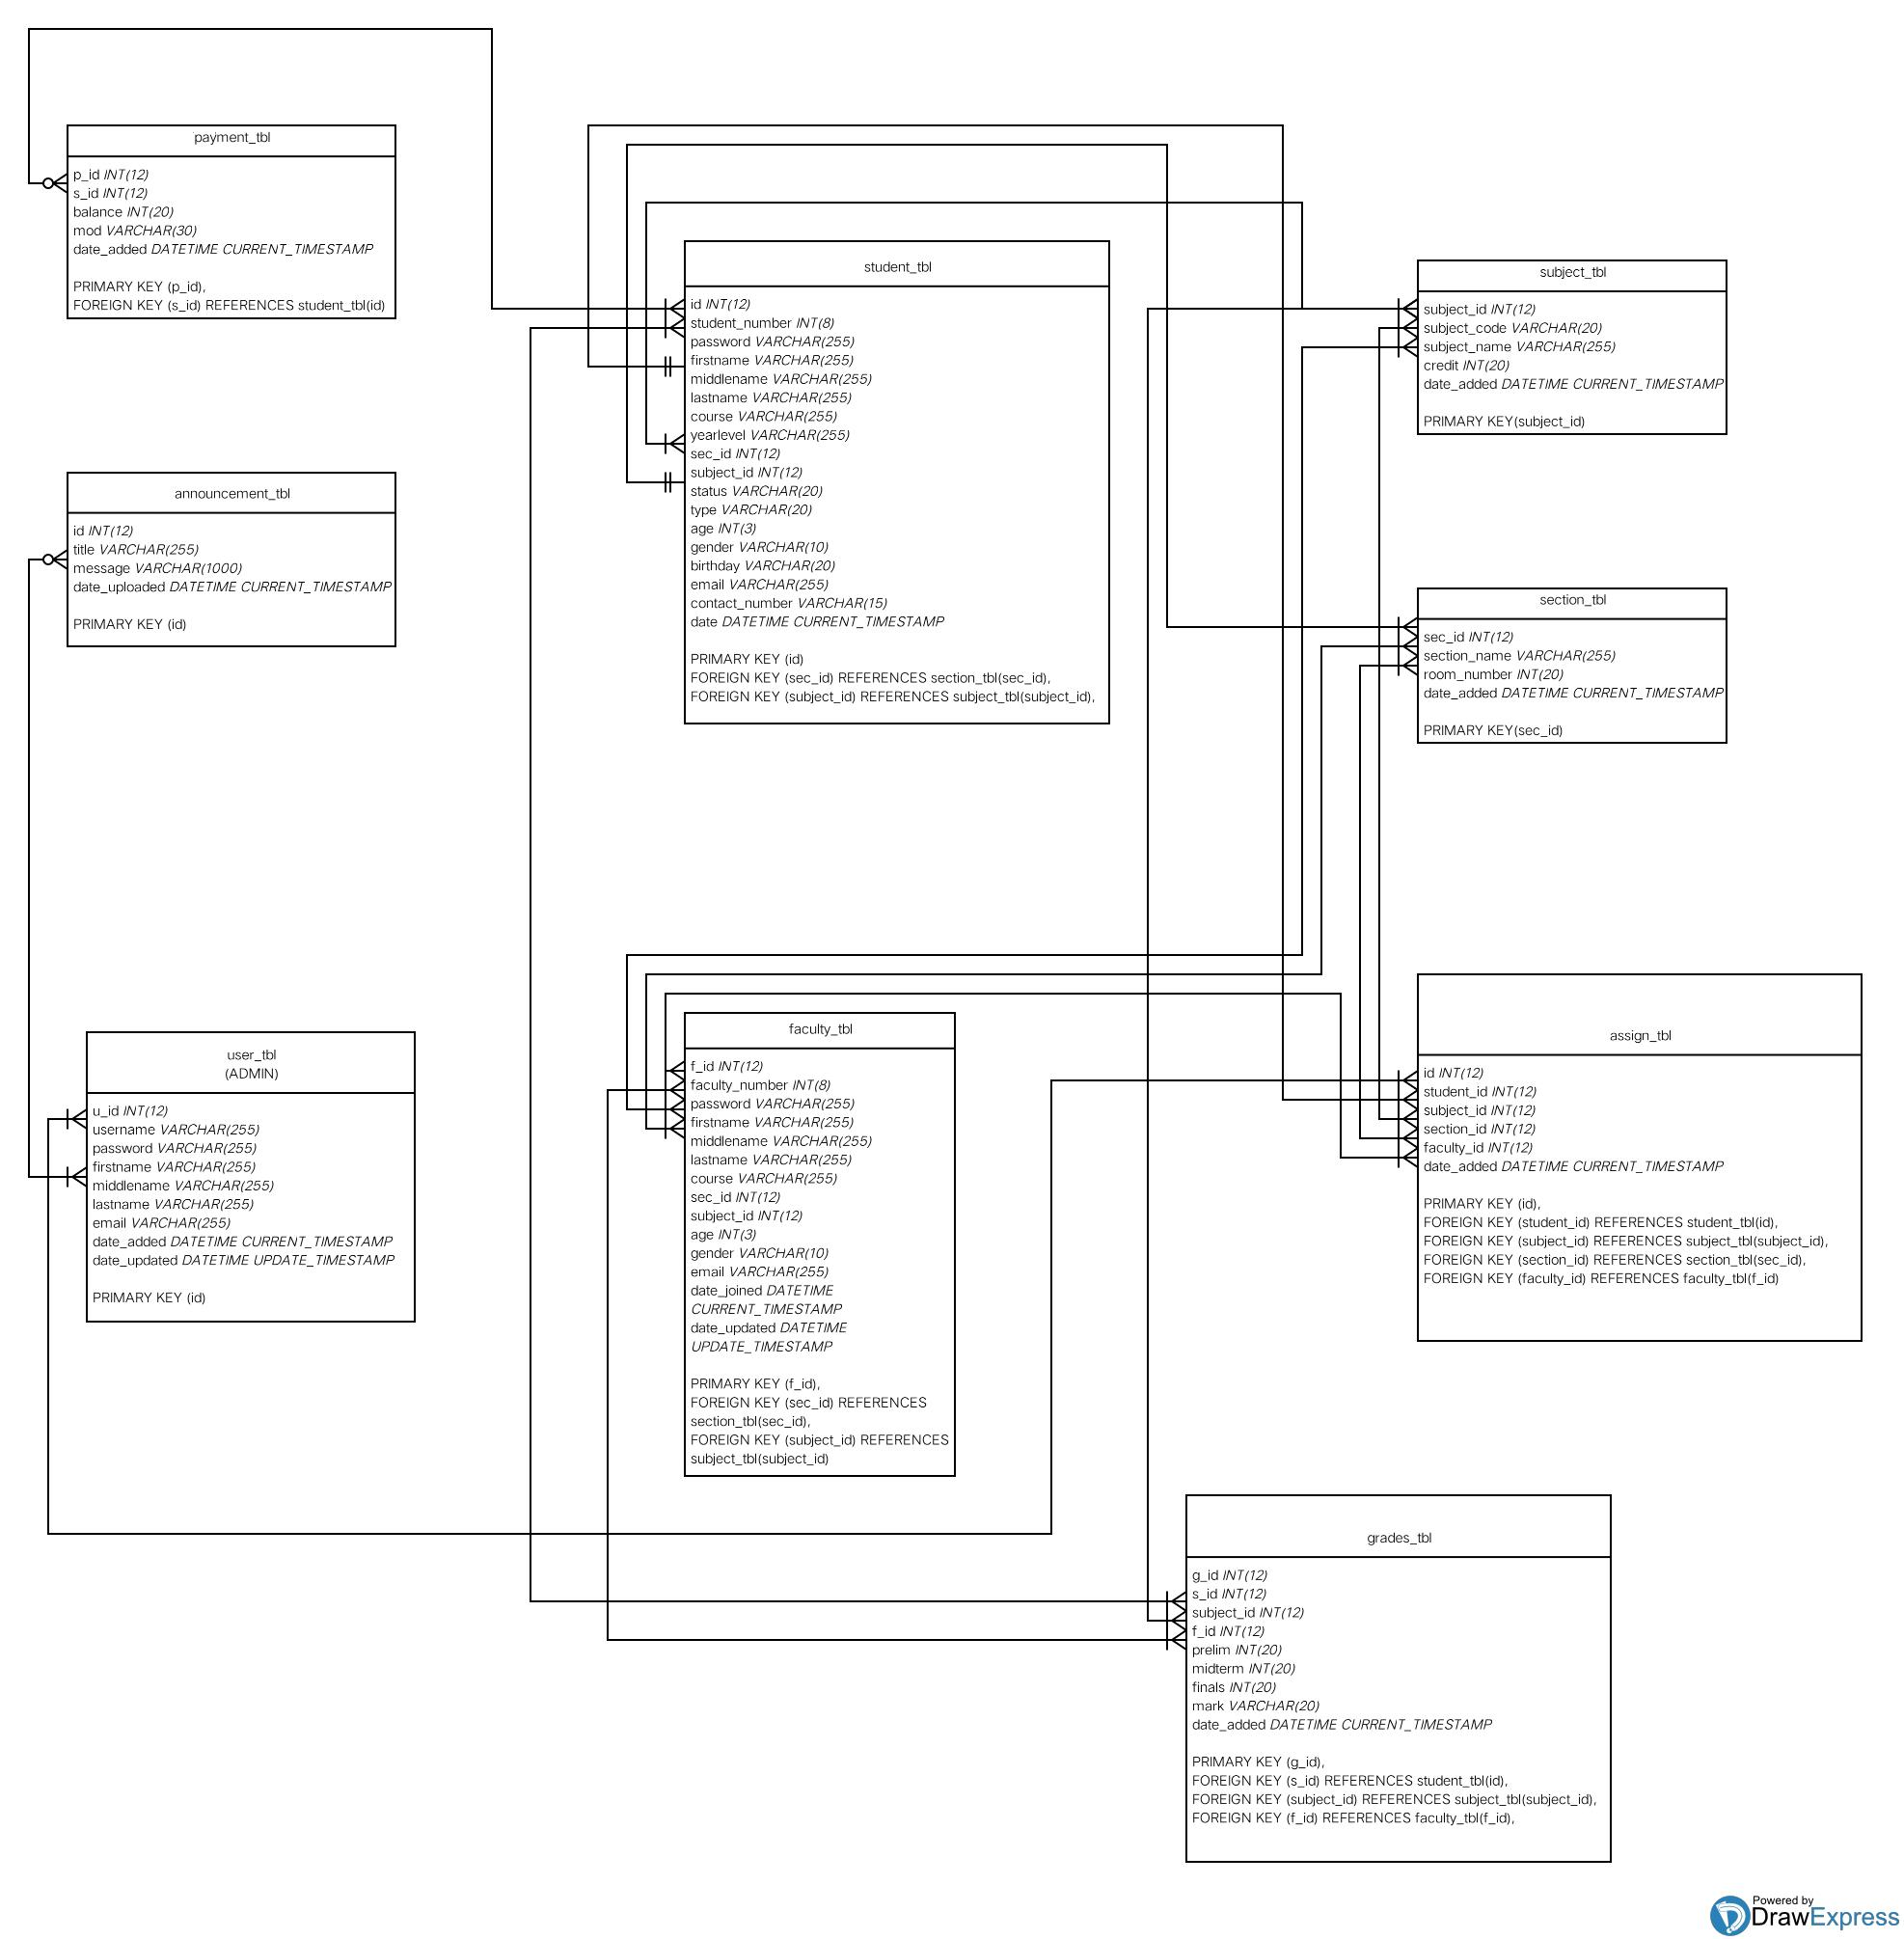 payment_tbl
p_id INT(12)
s_id INT(12)
balance INT(20)
mod VARCHAR(30)
date_added DATETIME CURRENT_TIMESTAMP
PRIMARY KEY (p_id),
FOREIGN KEY (s_id) REFERENCES student_tbl(id)
student_tbl
id INT(12)
student_number INT(8)
password VARCHAR(255)
firstname VARCHAR(255)
middlename VARCHAR(255)
lastname VARCHAR(255)
course VARCHAR(255)
yearlevel VARCHAR(255)
sec_id INT(12)
subject_id INT(12)
status VARCHAR(20)
type VARCHAR(20)
age INT(3)
gender VARCHAR(10)
birthday VARCHAR(20)
email VARCHAR(255)
contact_number VARCHAR(15)
date DATETIME CURRENT_TIMESTAMP
PRIMARY KEY (id)
FOREIGN KEY (sec_id) REFERENCES section_tbl(sec_id),
FOREIGN KEY (subject_id) REFERENCES subject_tbl(subject_id),
subject_tbl
subject_id INT(12)
subject_code VARCHAR(20)
subject_name VARCHAR(255)
credit INT(20)
date_added DATETIME CURRENT_TIMESTAMP
PRIMARY KEY(subject_id)
announcement_tbl
id INT(12)
title VARCHAR(255)
message VARCHAR(1000)
date_uploaded DATETIME CURRENT_TIMESTAMP
PRIMARY KEY (id)
section_tbl
sec_id INT(12)
section_name VARCHAR(255)
room_number INT(20)
date_added DATETIME CURRENT_TIMESTAMP
PRIMARY KEY(sec_id)
user_tbl
(ADMIN)
u_id INT(12)
username VARCHAR(255)
password VARCHAR(255)
firstname VARCHAR(255)
middlename VARCHAR(255)
lastname VARCHAR(255)
email VARCHAR(255)
date_added DATETIME CURRENT_TIMESTAMP
date_updated DATETIME UPDATE_TIMESTAMP
PRIMARY KEY (id)
faculty_tbl
f_id INT(12)
faculty_number INT(8)
password VARCHAR(255)
firstname VARCHAR(255)
middlename VARCHAR(255)
lastname VARCHAR(255)
course VARCHAR(255)
sec_id INT(12)
subject_id INT(12)
age INT(3)
gender VARCHAR(10)
email VARCHAR(255)
date_joined DATETIME
CURRENT_TIMESTAMP
date_updated DATETIME
UPDATE_TIMESTAMP
PRIMARY KEY (f_id),
FOREIGN KEY (sec_id) REFERENCES
section_tbl(sec_id),
FOREIGN KEY (subject_id) REFERENCES
subject_tbl(subject_id)
assign_tbl
id INT(12)
student_id INT(12)
subject_id INT(12)
section_id INT(12)
faculty_id INT(12)
date_added DATETIME CURRENT_TIMESTAMP
PRIMARY KEY (id),
FOREIGN KEY (student_id) REFERENCES student_tbl(id),
FOREIGN KEY (subject_id) REFERENCES subject_tbl(subject_id),
FOREIGN KEY (section_id) REFERENCES section_tbl(sec_id),
FOREIGN KEY (faculty_id) REFERENCES faculty_tbl(f_id)
grades_tbl
g_id INT(12)
s_id INT(12)
subject_id INT(12)
f_id INT(12)
prelim INT(20)
midterm INT(20)
finals INT(20)
mark VARCHAR(20)
date_added DATETIME CURRENT_TIMESTAMP
PRIMARY KEY (g_id),
FOREIGN KEY (s_id) REFERENCES student_tbl(id),
FOREIGN KEY (subject_id) REFERENCES subject_tbl(subject_id),
FOREIGN KEY (f_id) REFERENCES faculty_tbl(f_id),
Powered by
DrawExpress